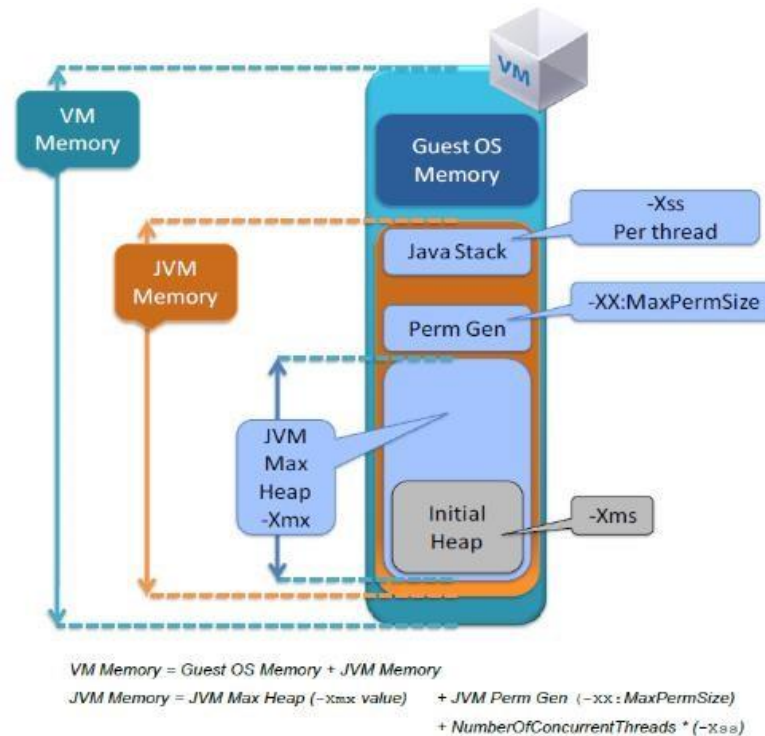 VM
VM
Memory
Guest OS
Memory
-Xss
Per thread
JVM
Memory
Java Stack
Perm Gen
-XX:MaxPermSize
JVM
Max
Heap
-Xmx
Initial
Heap
-Xms
VM Memory = Guest OS Memory + JVM Memory
JVM Memory = JVM Max Heap (-Xmx value) + JVM Perm Gen (-XX:MaxPermSize)
+ NumberOfConcurrentThreads * (-Xss)